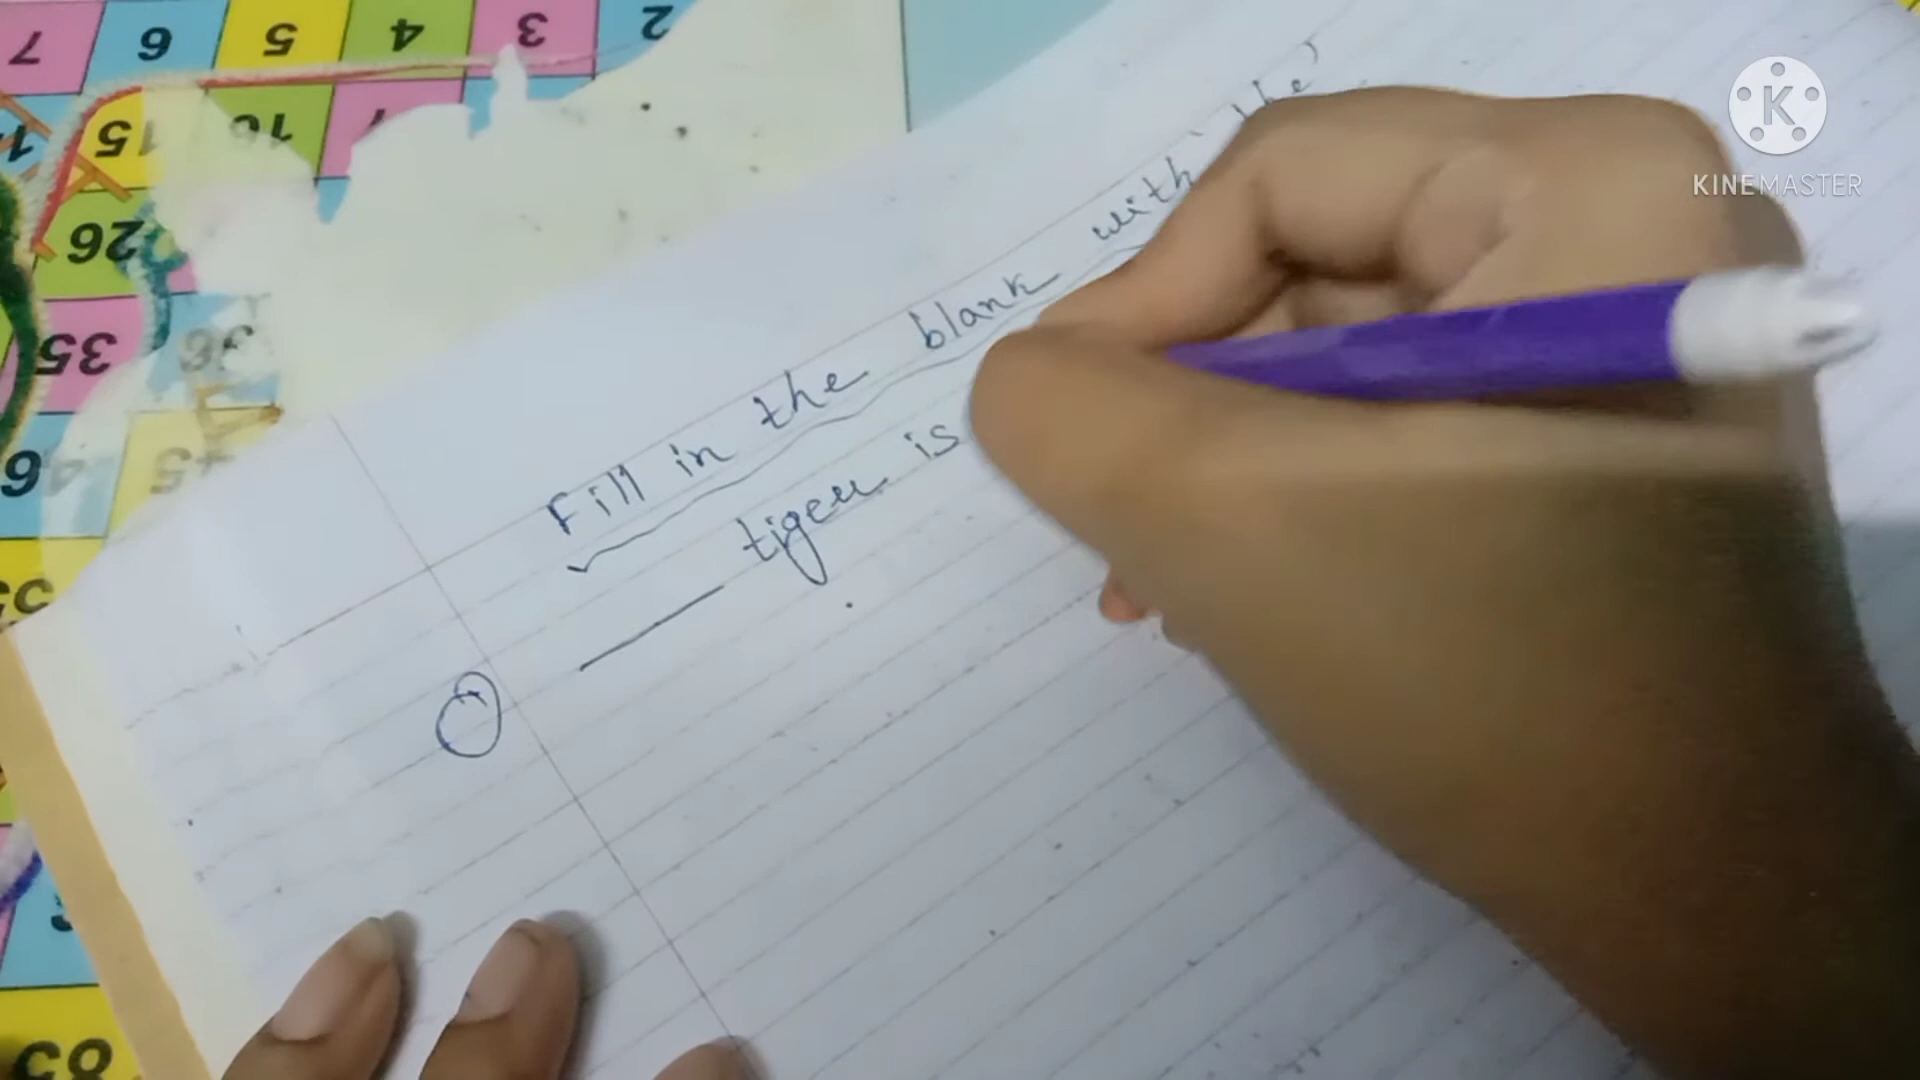 7 6 5 4 3 2
15 16
26
35 36
45
Fill in the blank with 'the'
___ tiger is
KINEMASTER